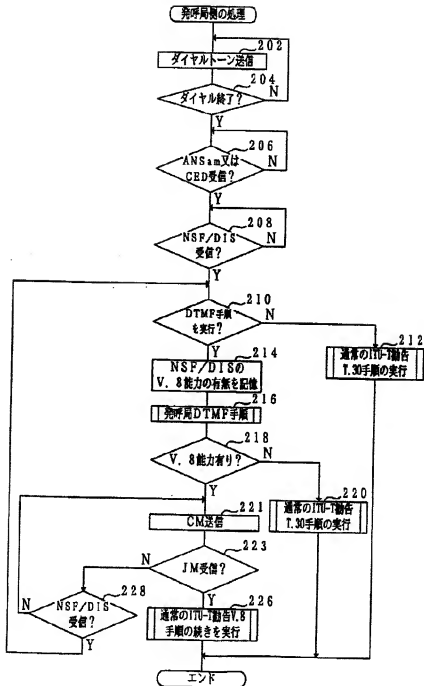 発呼局側の処理
202
ダイヤルトーン送信
204
ダイヤル終了?
N
Y
206
ANSam又は
CED受信?
N
Y
208
NSF/DIS
受信?
N
Y
210
DTMF手順
を実行?
N
Y
212
通常のITU-T勧告
T.30手順の実行
214
NSF/DISの
V.8能力の有無を記憶
216
発呼局DTMF手順
218
V.8能力有り?
N
Y
220
通常のITU-T勧告
T.30手順の実行
221
CM送信
223
JM受信?
N
Y
226
通常のITU-T勧告V.8
手順の続きを実行
228
NSF/DIS
受信?
N
Y
エンド